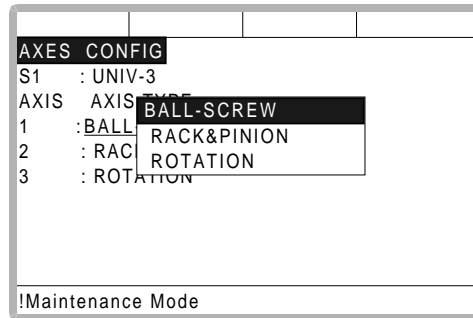 AXES CONFIG
S1 : UNIV-3
AXIS AXIS TYPE
1 :BALL-
2 : RAC
3 : ROTATION
BALL-SCREW
RACK&PINION
ROTATION
!Maintenance Mode